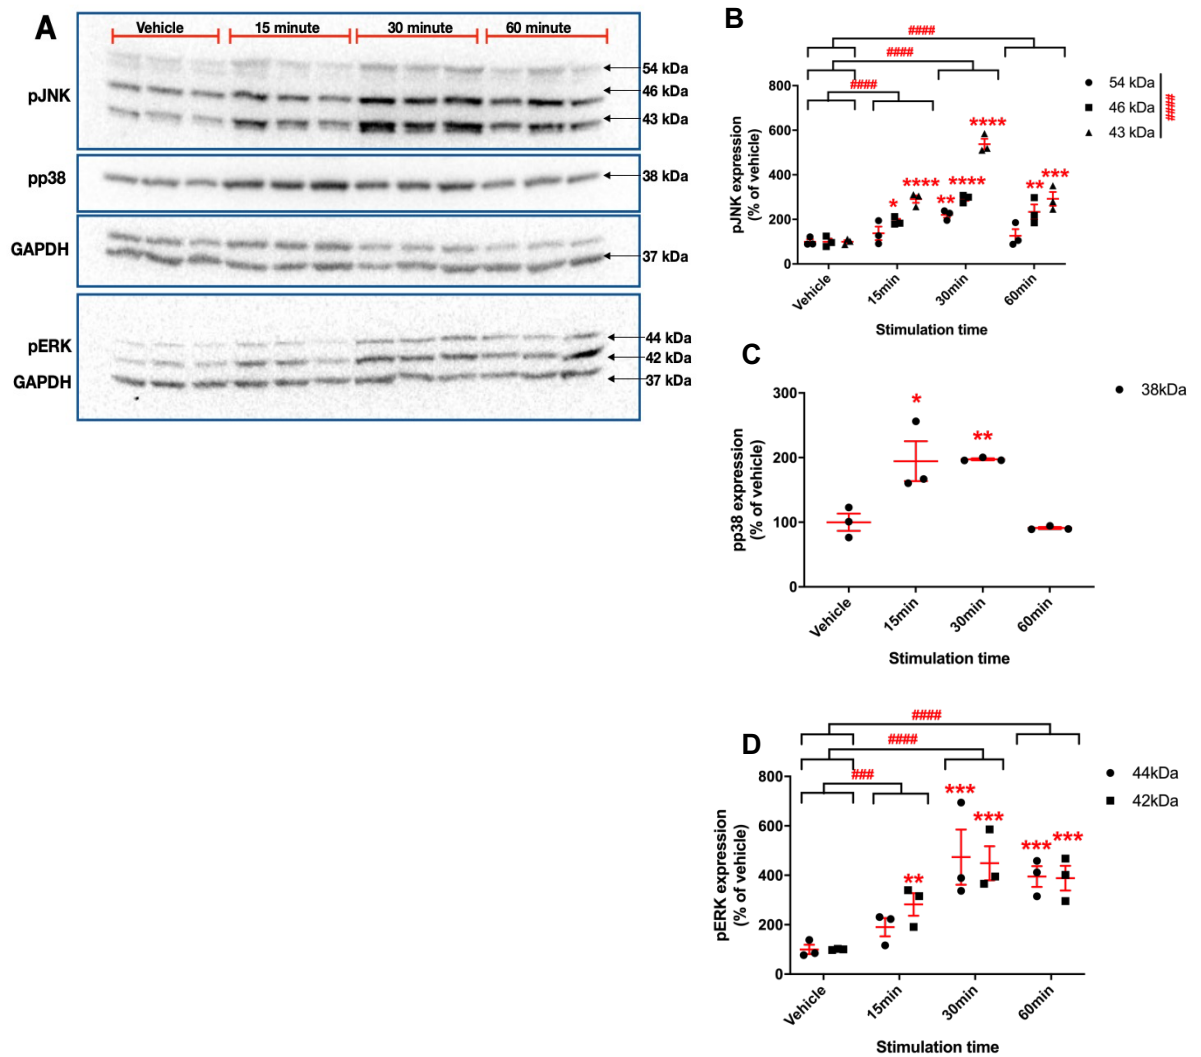 A
Vehicle 15 minute 30 minute 60 minute
pJNK
54 kDa
46 kDa
43 kDa
pp38
38 kDa
GAPDH
37 kDa
pERK
44 kDa
42 kDa
GAPDH
37 kDa
B
####
####
####
800
600
400
200
0
pJNK expression
(% of vehicle)
* **** ** **** **** ** ***
Vehicle 15min 30min 60min
Stimulation time
54 kDa
46 kDa
43 kDa
####
C
300
200
100
0
pp38 expression
(% of vehicle)
* **
Vehicle 15min 30min 60min
Stimulation time
38kDa
D
####
####
###
800
600
400
200
0
pERK expression
(% of vehicle)
** *** *** *** ***
Vehicle 15min 30min 60min
Stimulation time
44kDa
42kDa